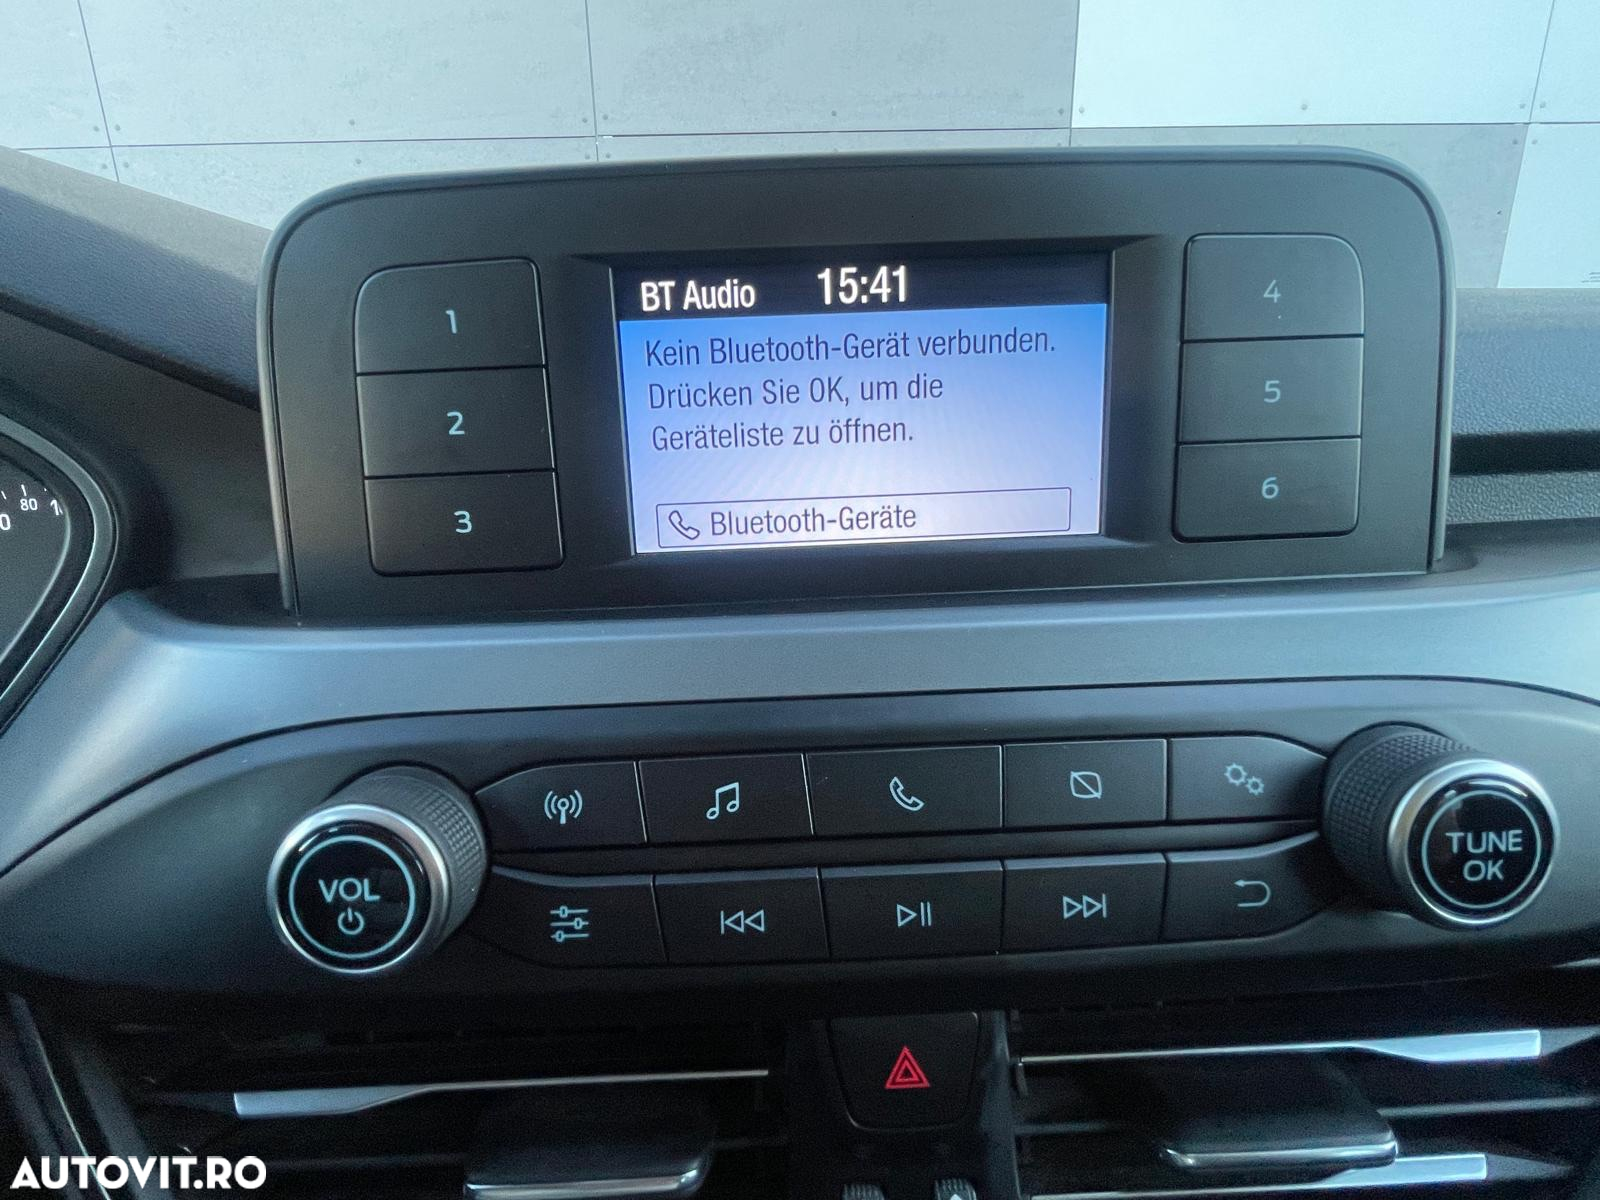 BT Audio 15:41
Kein Bluetooth-Gerät verbunden.
Drücken Sie OK, um die
Geräteliste zu öffnen.
Bluetooth-Geräte
1
2
3
4
5
6
80
VOL
TUNE
OK
AUTOVIT.RO